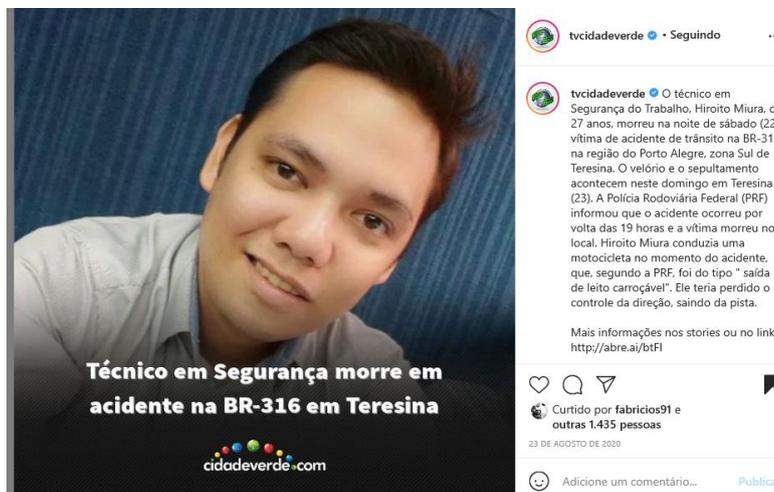 Técnico em Segurança morre em
acidente na BR-316 em Teresina
cidadeverde.com
tvcidadeverde • Seguindo
tvcidadeverde O técnico em
Segurança do Trabalho, Hiroito Miura,
27 anos, morreu na noite de sábado (22
vítima de acidente de trânsito na BR-31
na região do Porto Alegre, zona Sul de
Teresina. O velório e o sepultamento
acontecem neste domingo em Teresina
(23). A Polícia Rodoviária Federal (PRF)
informou que o acidente ocorreu por
volta das 19 horas e a vítima morreu no
local. Hiroito Miura conduzia uma
motocicleta no momento do acidente,
que, segundo a PRF, foi do tipo " saída
de leito carroçável". Ele teria perdido o
controle da direção, saindo da pista.
Mais informações nos stories ou no link
http://abre.ai/btFI
Curtido por fabricios91 e
outras 1.435 pessoas
23 DE AGOSTO DE 2020
Adicione um comentário... Publica